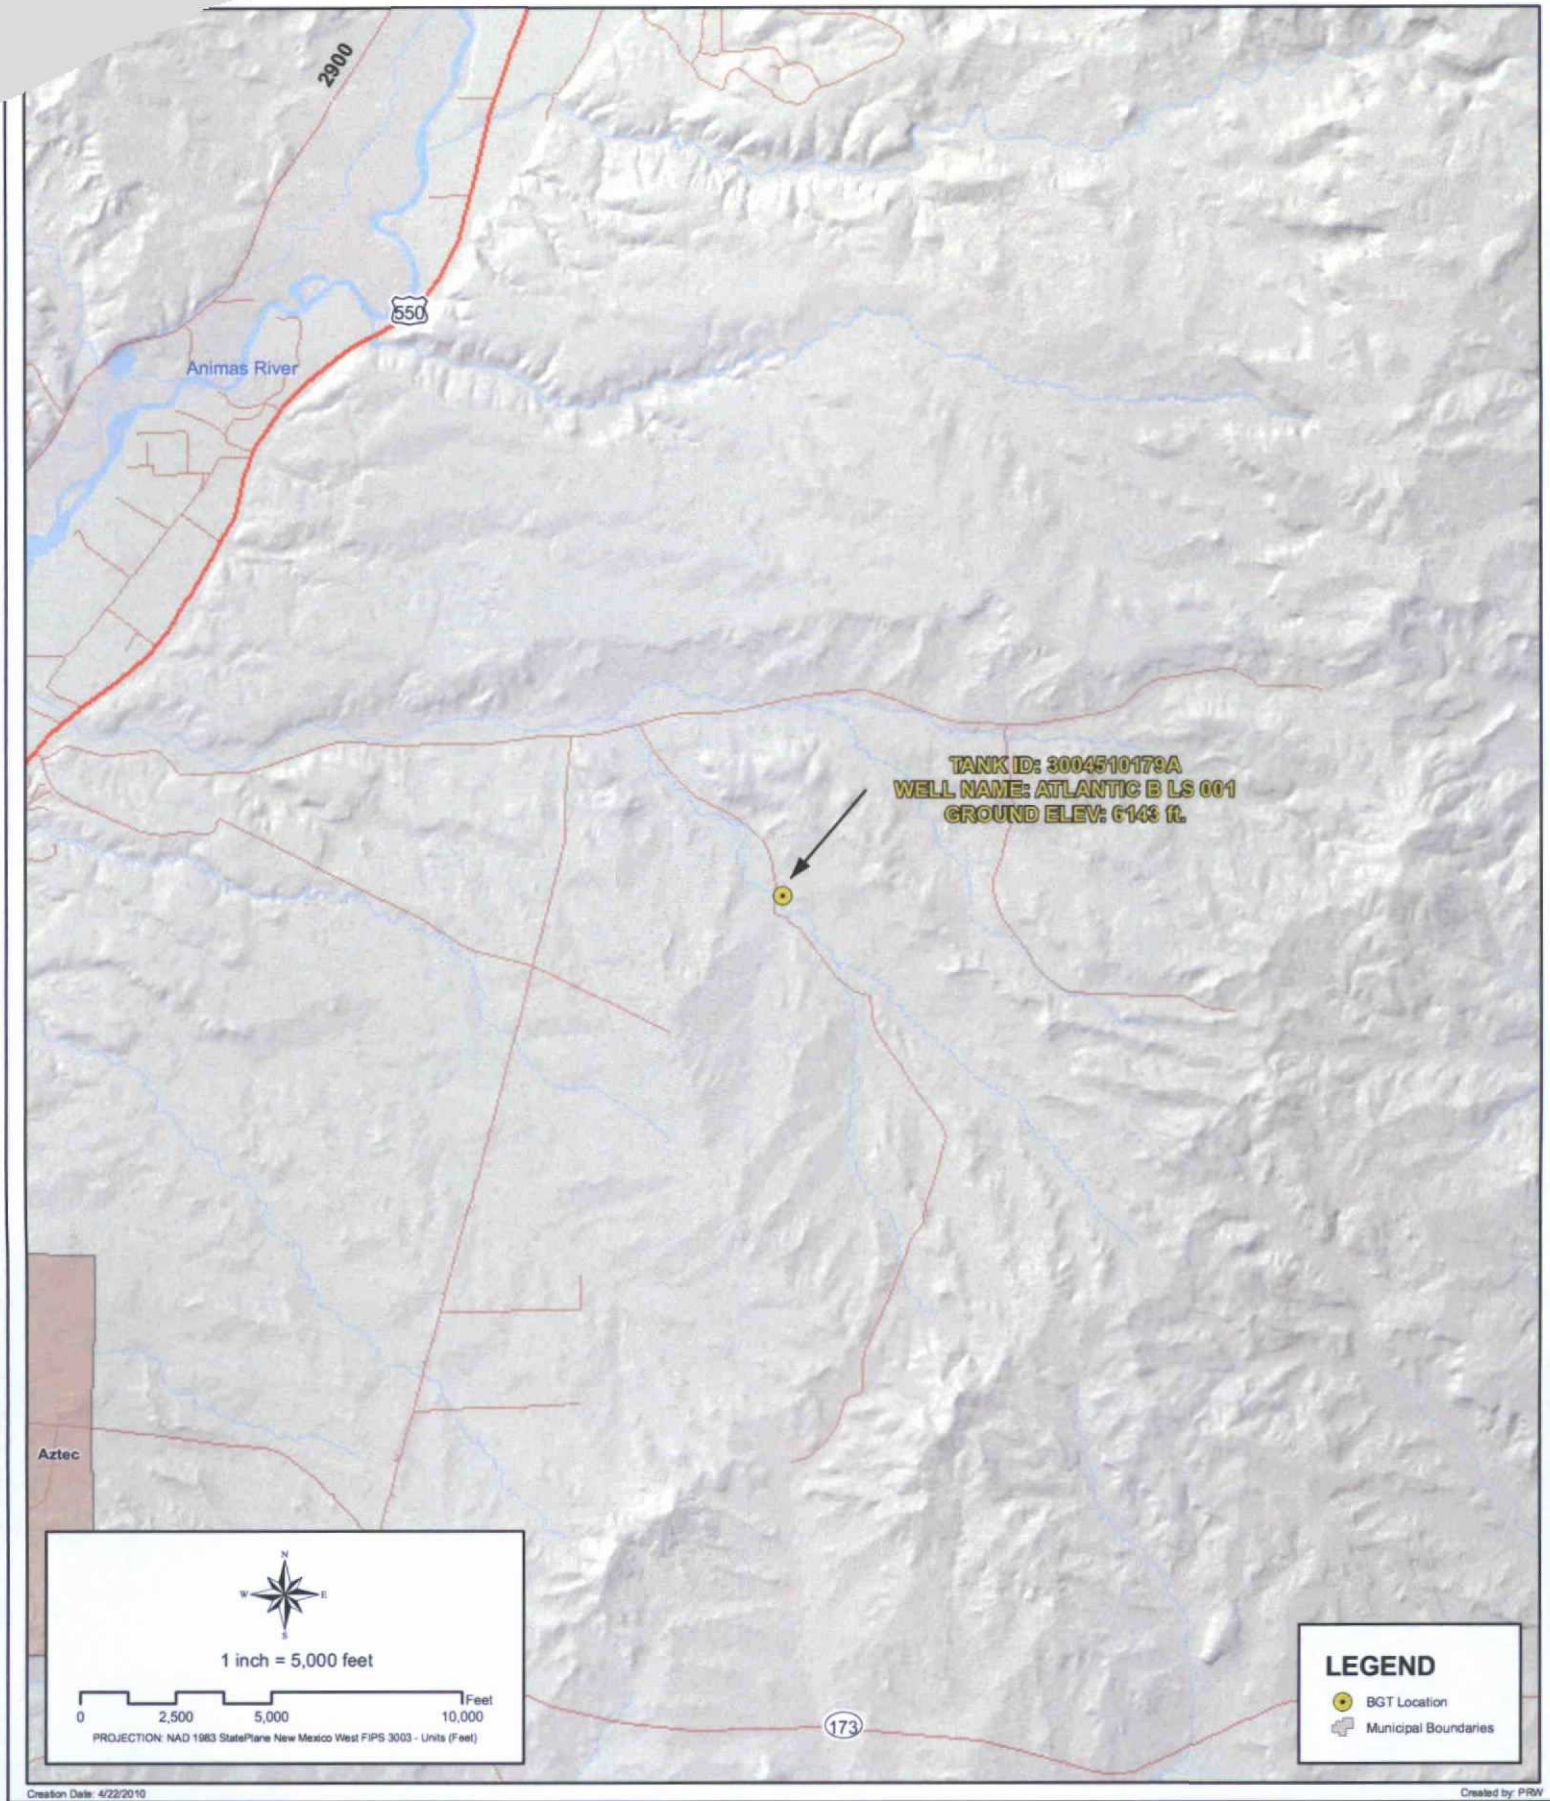 2900
550
Animas River
TANK ID: 3004510179A
WELL NAME: ATLANTIC B LS 001
GROUND ELEV: 6143 ft.
Aztec
N
W E
S
1 inch = 5,000 feet
Feet
0 2,500 5,000 10,000
PROJECTION: NAD 1983 StatePlane New Mexico West FIPS 3003 - Units (Feet)
173
LEGEND
BGT Location
Municipal Boundaries
Creation Date: 4/22/2010
Created by: PRW